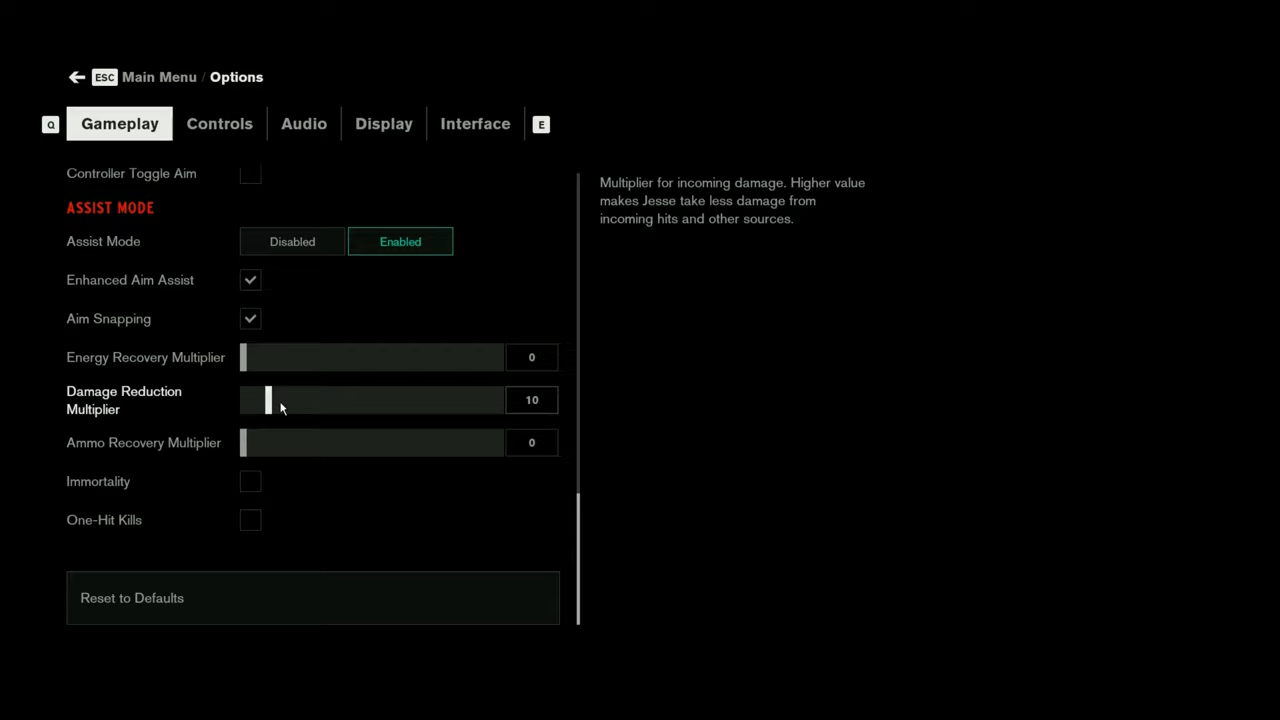 ESC Main Menu / Options
Q Gameplay Controls Audio Display Interface E
Controller Toggle Aim
ASSIST MODE
Assist Mode Disabled Enabled
Enhanced Aim Assist
Aim Snapping
Energy Recovery Multiplier 0
Damage Reduction
Multiplier 10
Ammo Recovery Multiplier 0
Immortality
One-Hit Kills
Reset to Defaults
Multiplier for incoming damage. Higher value
makes Jesse take less damage from
incoming hits and other sources.